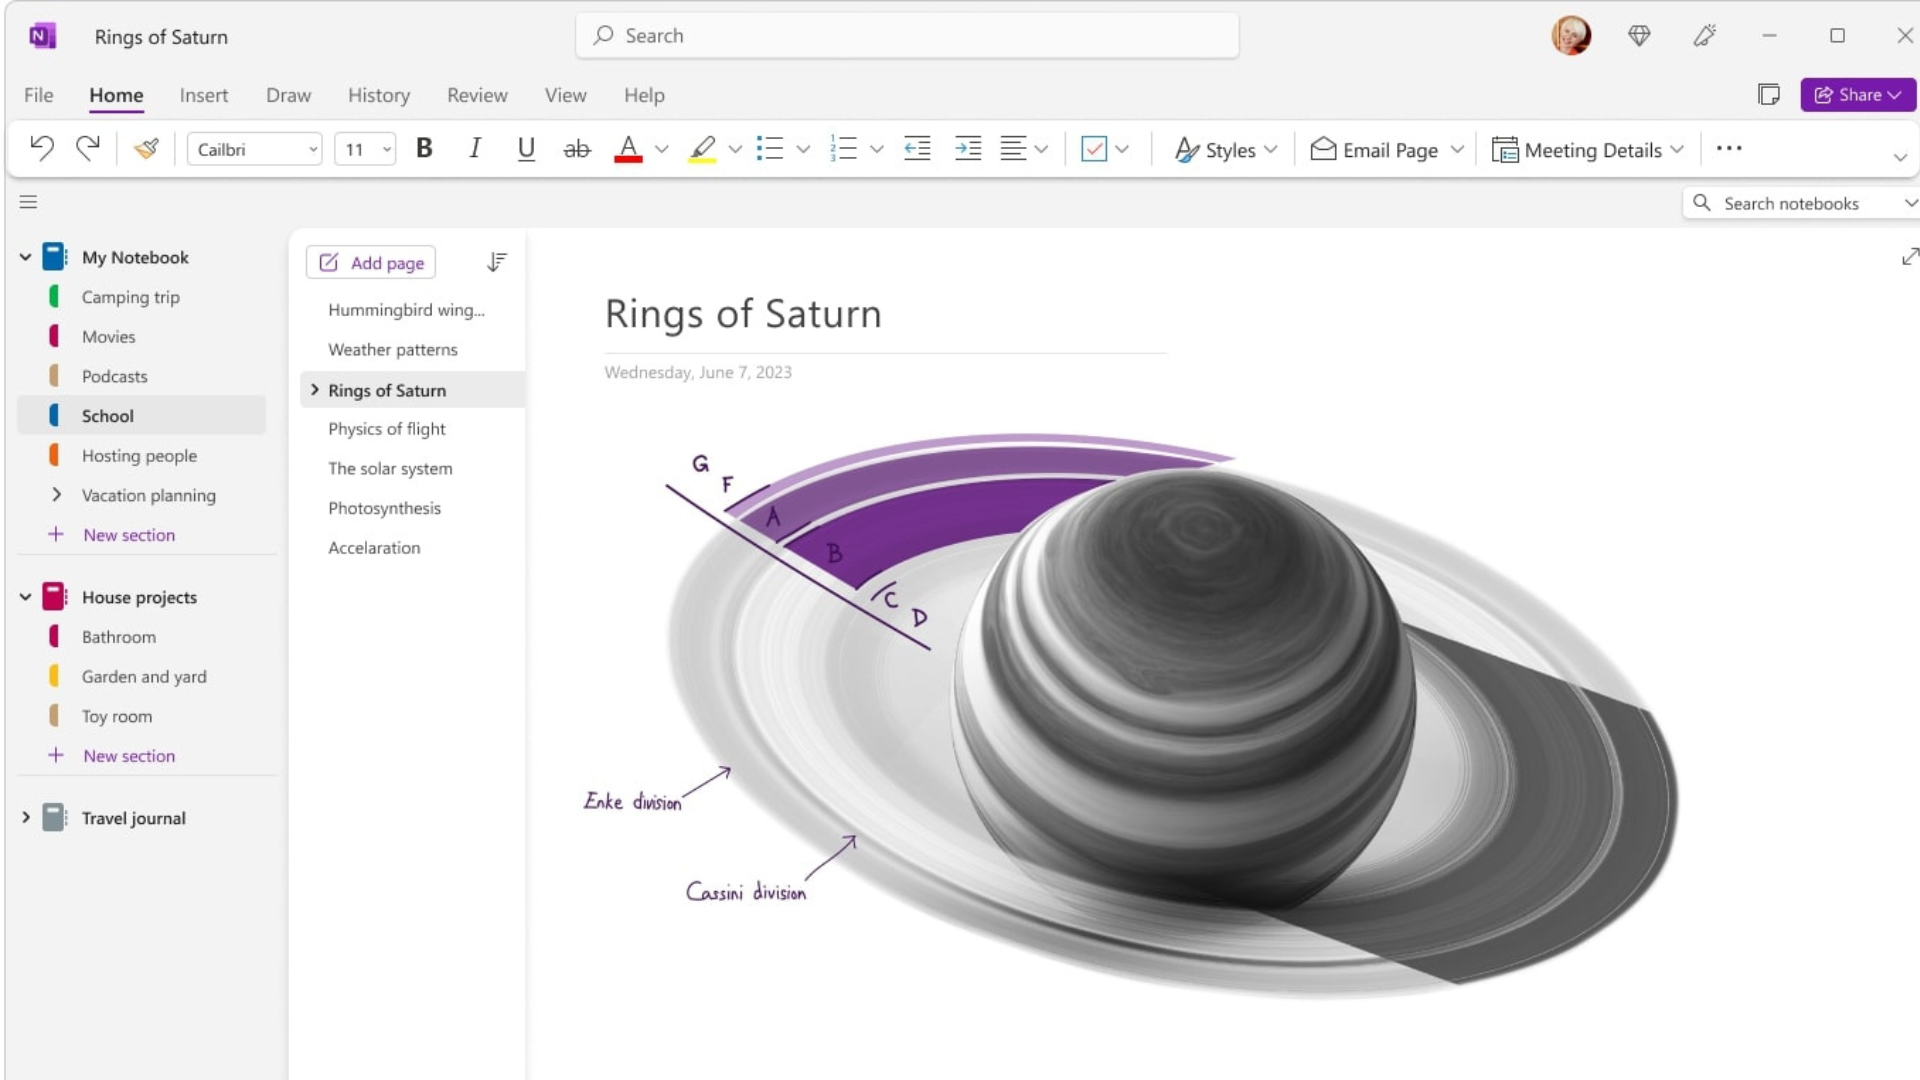 Rings of Saturn
Search
File Home Insert Draw History Review View Help
Share
Cailbri 11 B I U ab A Styles Email Page Meeting Details
Search notebooks
My Notebook
Camping trip
Movies
Podcasts
School
Hosting people
Vacation planning
New section
House projects
Bathroom
Garden and yard
Toy room
New section
Travel journal
Add page
Hummingbird wing...
Weather patterns
Rings of Saturn
Physics of flight
The solar system
Photosynthesis
Accelaration
Rings of Saturn
Wednesday, June 7, 2023
G
F
A
B
C
D
Enke division
Cassini division